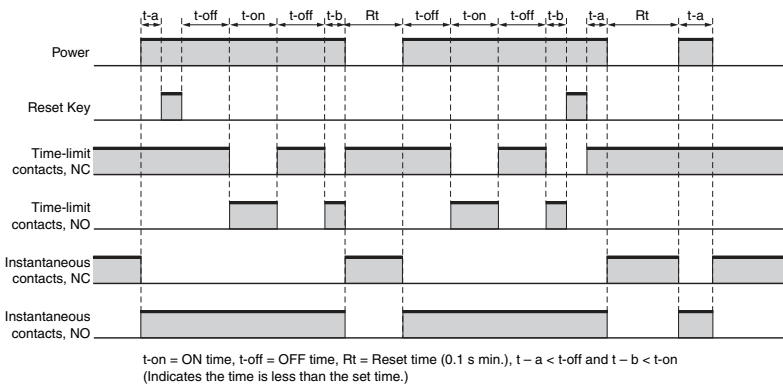 t-a t-off t-on t-off t-b Rt t-off t-on t-off t-b t-a Rt t-a
Power
Reset Key
Time-limit
contacts, NC
Time-limit
contacts, NO
Instantaneous
contacts, NC
Instantaneous
contacts, NO
t-on = ON time, t-off = OFF time, Rt = Reset time (0.1 s min.), t – a < t-off and t – b < t-on
(Indicates the time is less than the set time.)